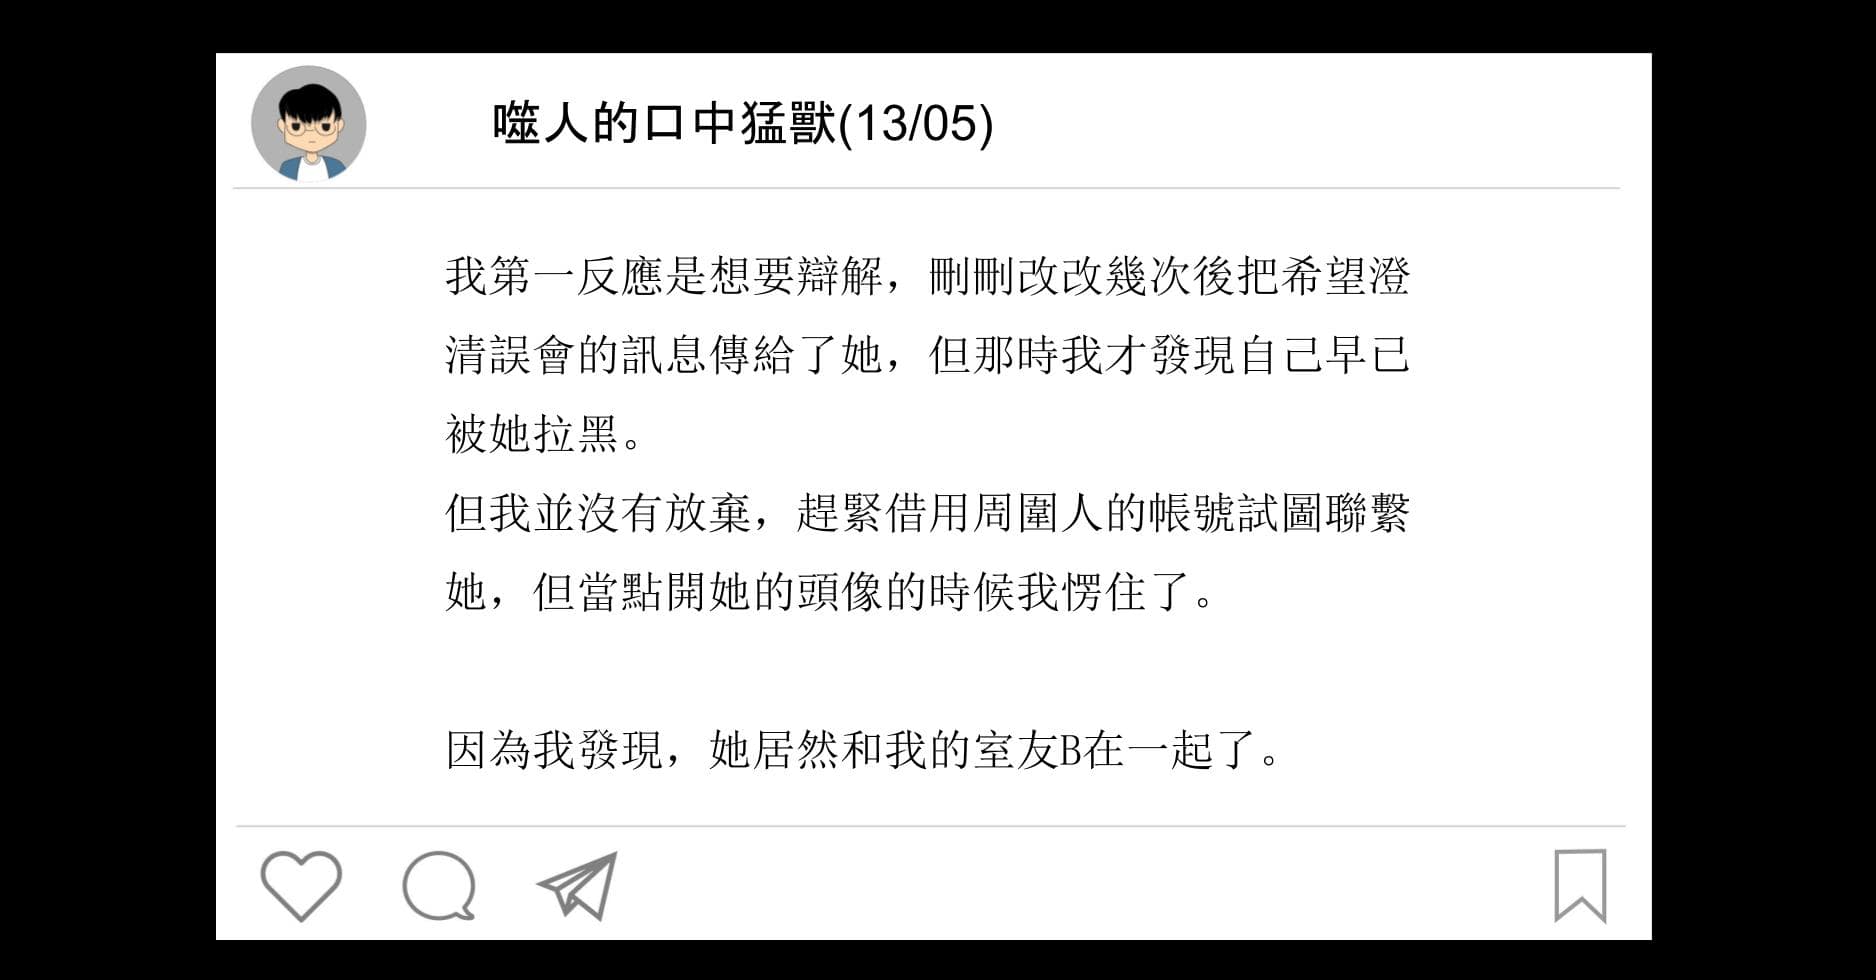 噬人的口中猛獸(13/05)
我第一反應是想要辯解，刪刪改改幾次後把希望澄
清誤會的訊息傳給了她，但那時我才發現自己早已
被她拉黑。
但我並沒有放棄，趕緊借用周圍人的帳號試圖聯繫
她，但當點開她的頭像的時候我愣住了。
因為我發現，她居然和我的室友B在一起了。